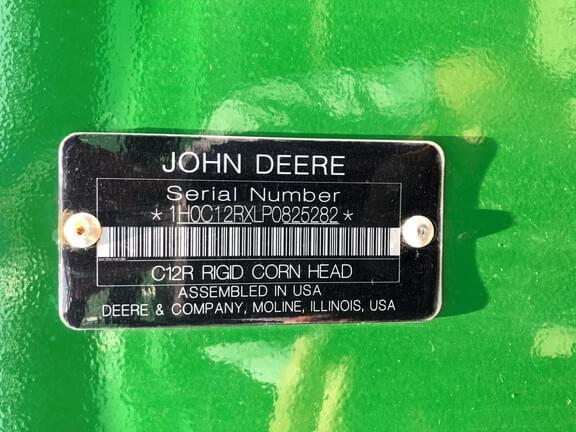 JOHN DEERE
Serial Number
*1H0C12RXLP0825282*
C12R RIGID CORN HEAD
ASSEMBLED IN USA
DEERE & COMPANY, MOLINE, ILLINOIS, USA